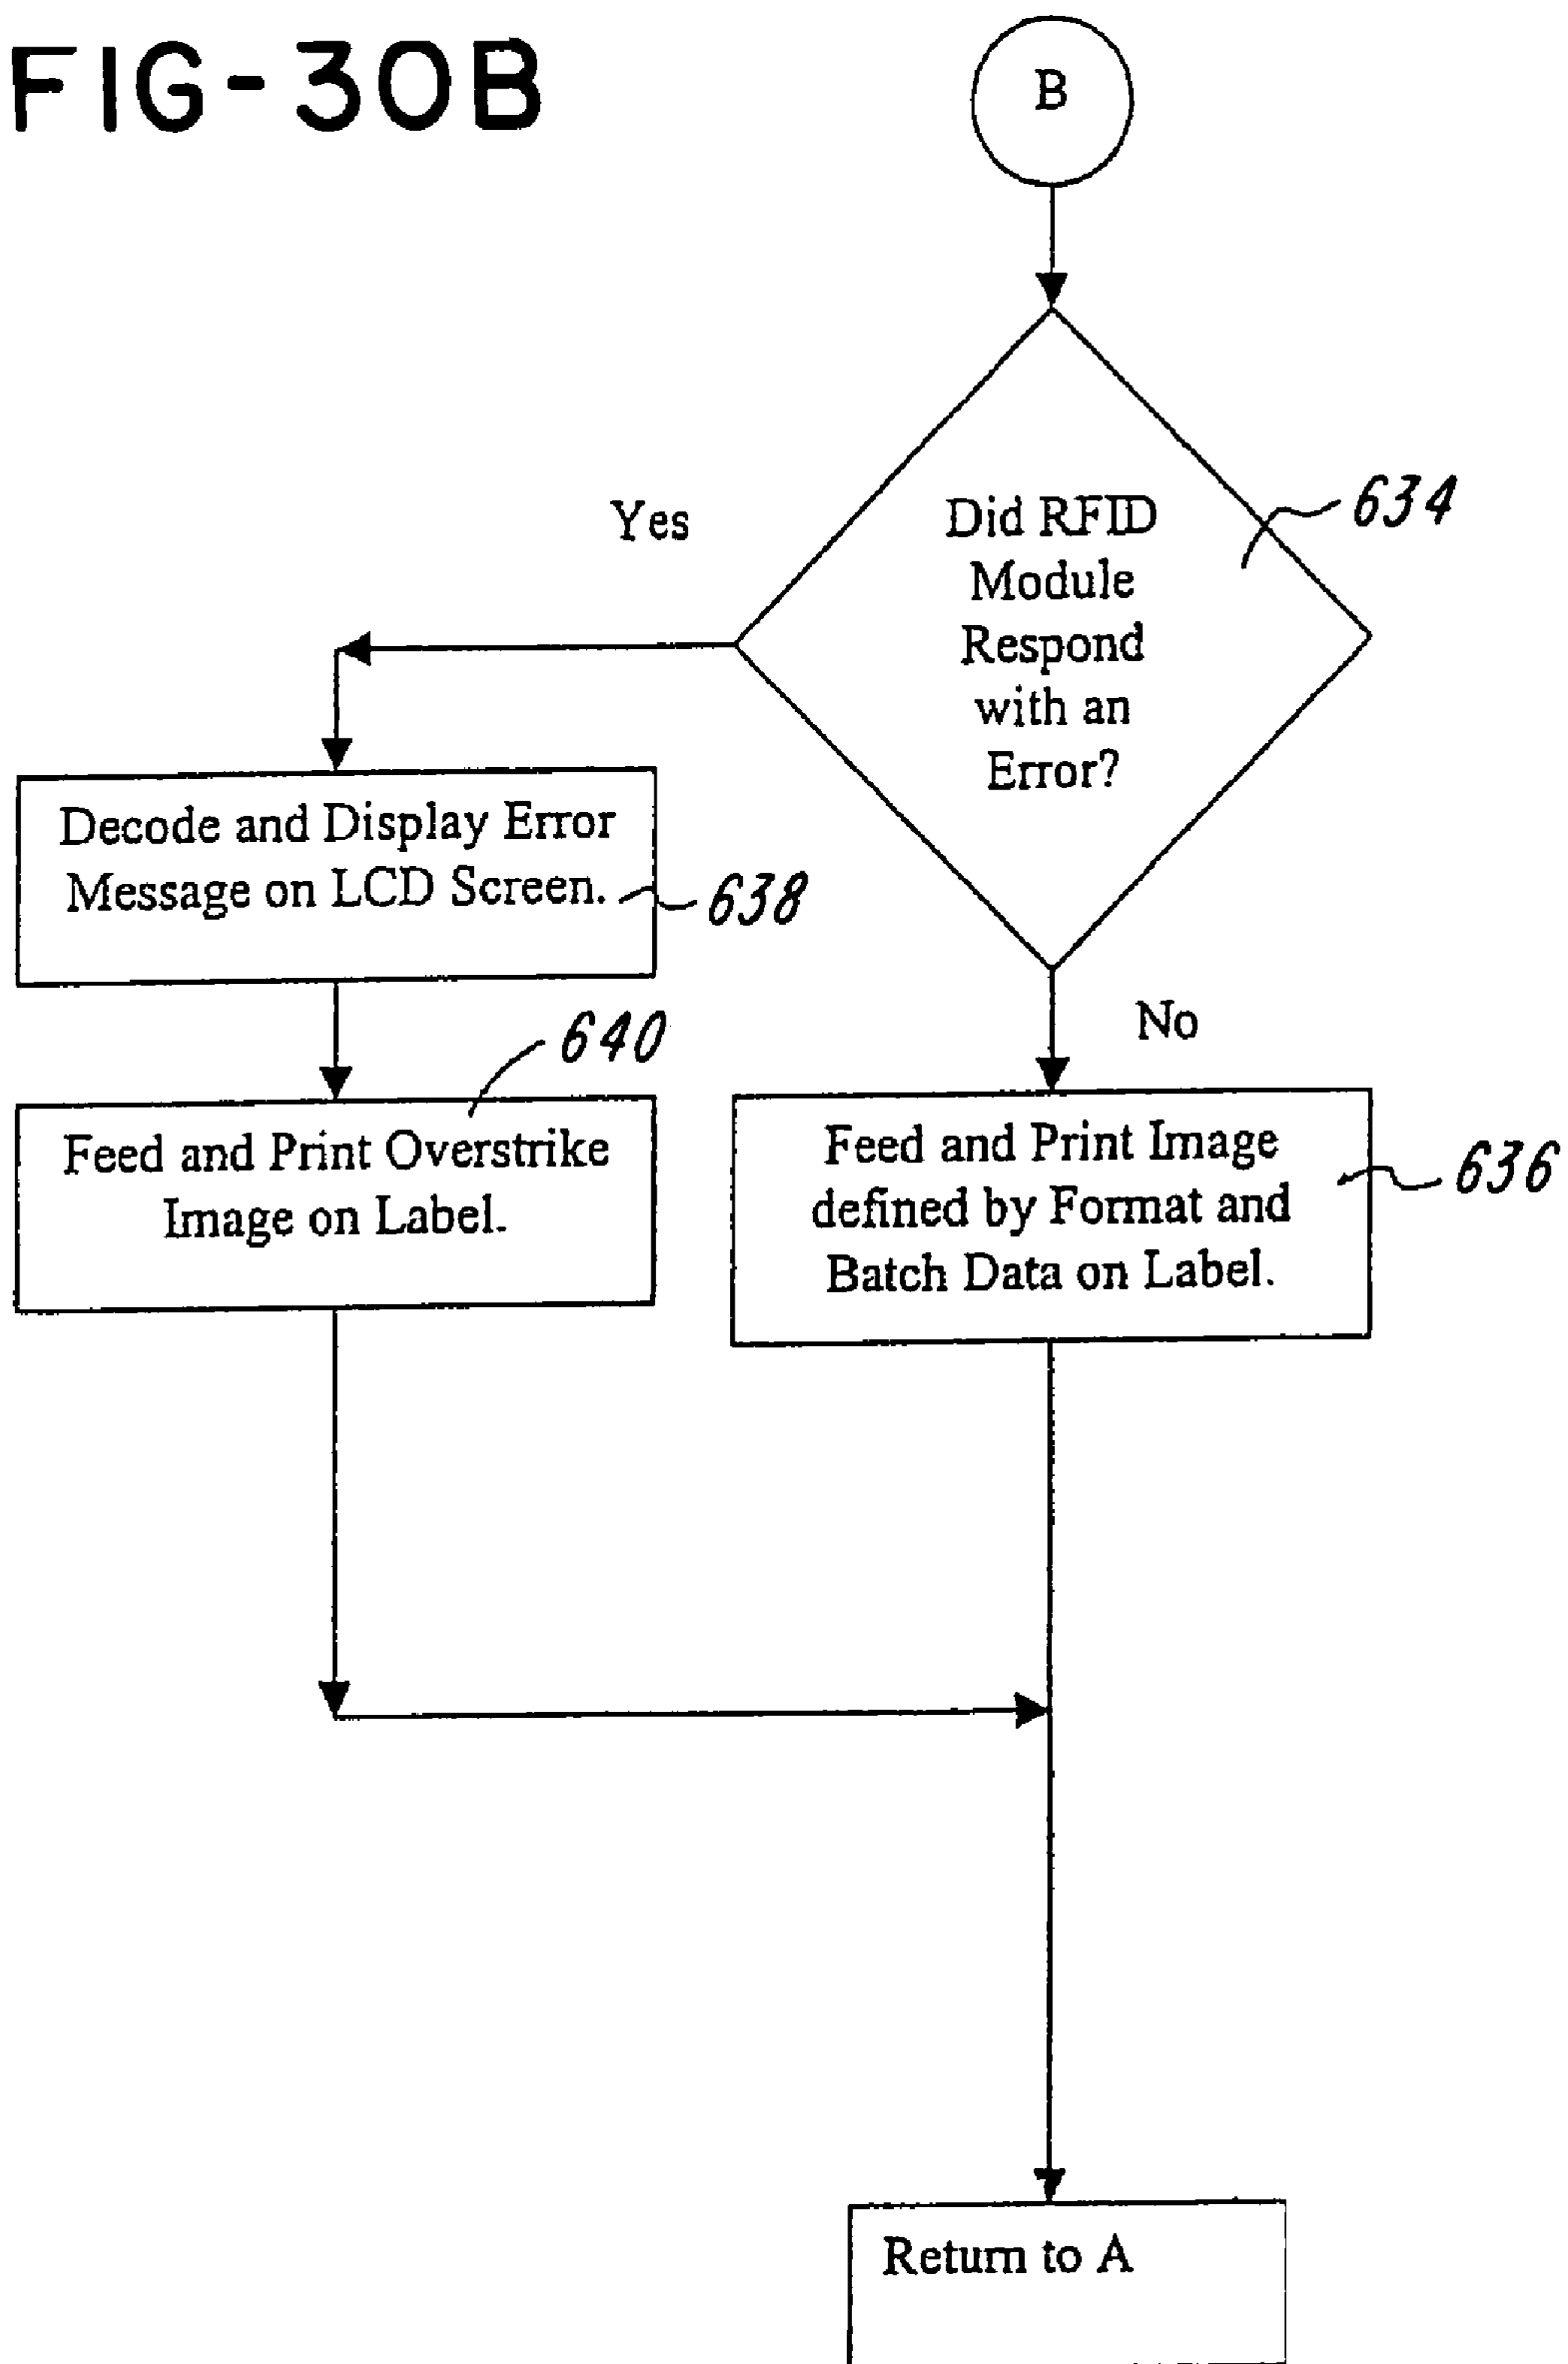 FIG-30B
B
Did RFID
Module
Respond
with an
Error?
634
Yes
Decode and Display Error
Message on LCD Screen.
638
No
640
Feed and Print Overstrike
Image on Label.
Feed and Print Image
defined by Format and
Batch Data on Label.
636
Return to A